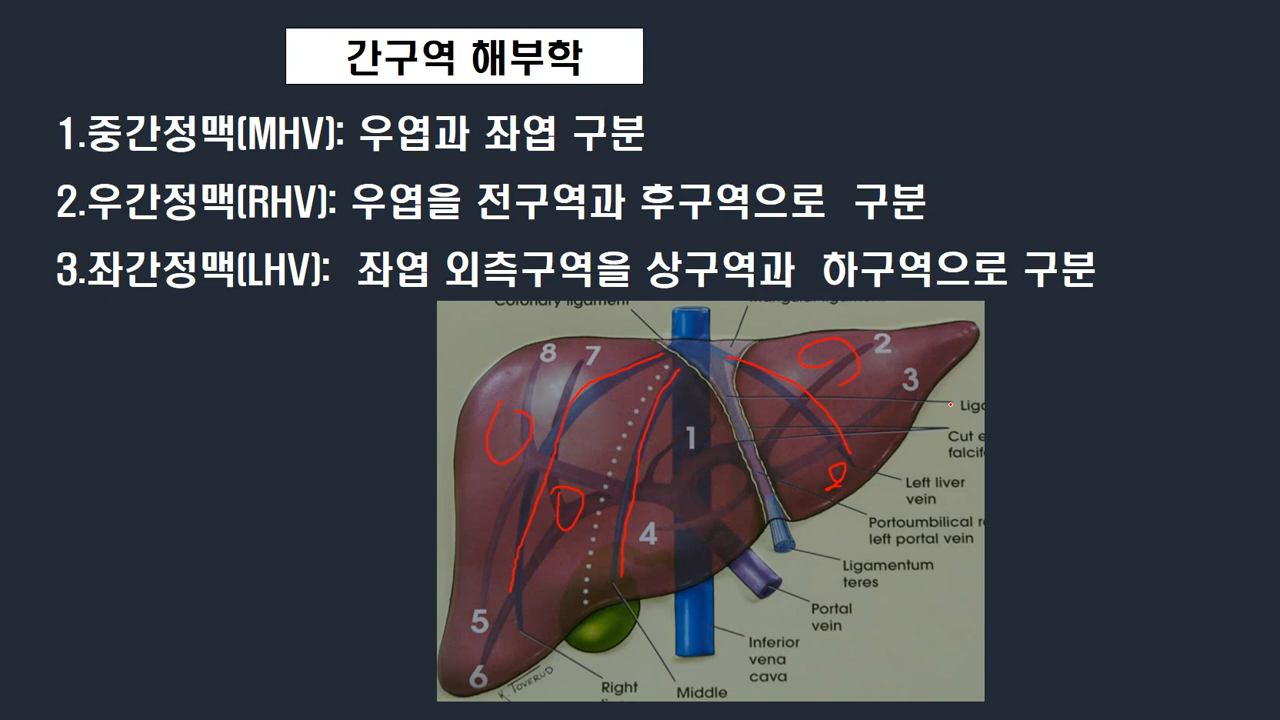 간구역 해부학
1.중간정맥(MHV): 우엽과 좌엽 구분
2.우간정맥(RHV): 우엽을 전구역과 후구역으로 구분
3.좌간정맥(LHV): 좌엽 외측구역을 상구역과 하구역으로 구분
Coronary ligament
8
7
2
3
1
4
5
6
Liga
Cut e
falcif
Left liver
vein
Portoumbilical r
left portal vein
Ligamentum
teres
Portal
vein
Inferior
vena
cava
Right
Middle
K. TOVERUD